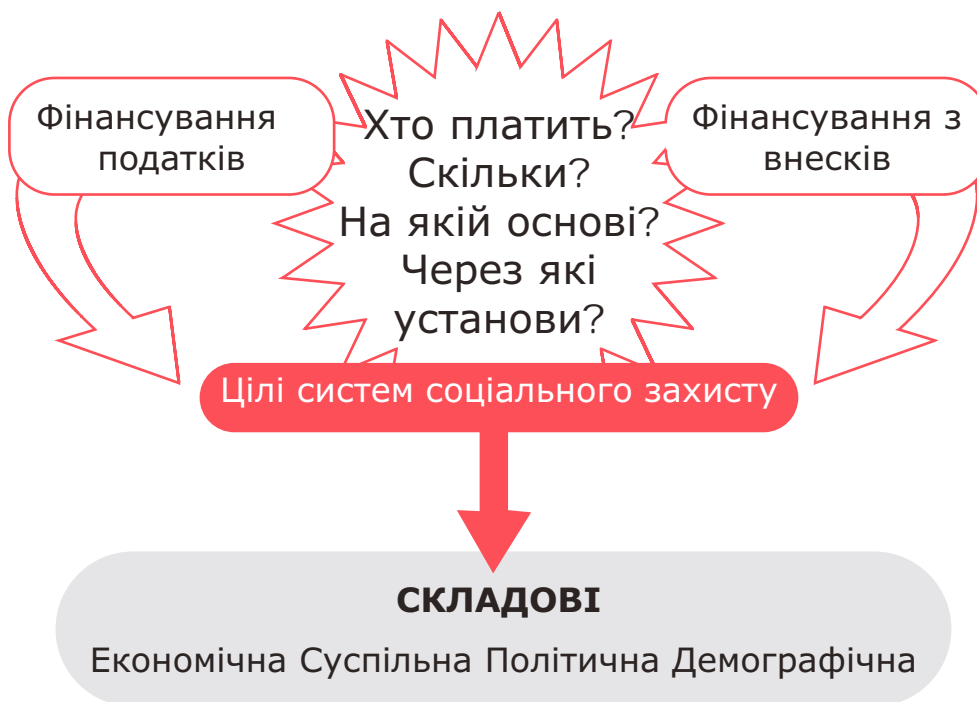 Фінансування
податків
Хто платить?
Скільки?
На якій основі?
Через які
установи?
Фінансування з
внесків
Цілі систем соціального захисту
СКЛАДОВІ
Економічна Суспільна Політична Демографічна